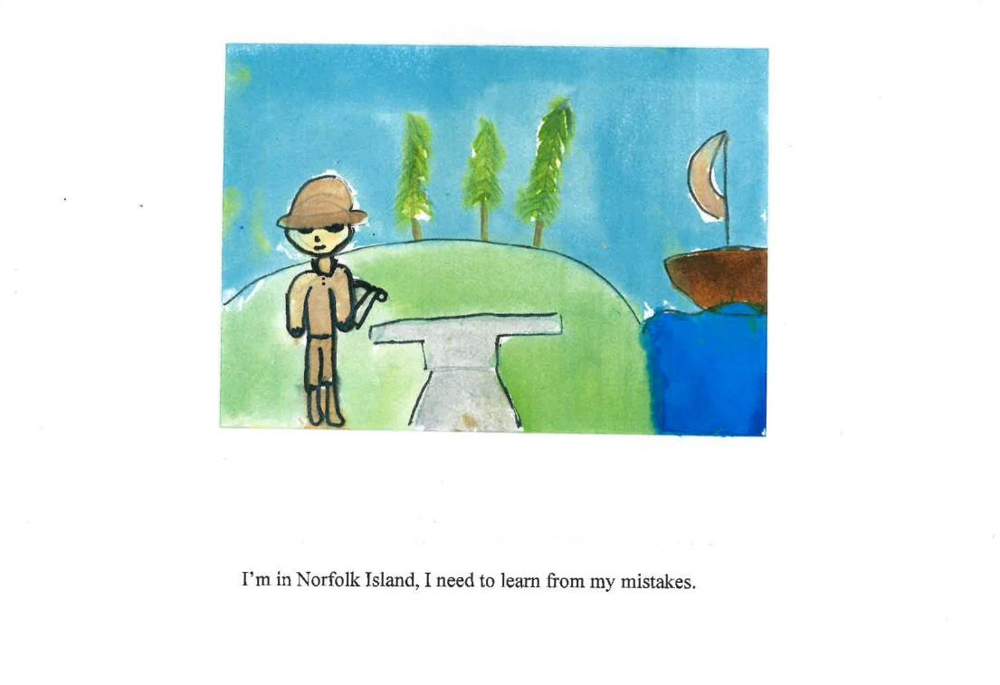 I'm in Norfolk Island, I need to learn from my mistakes.